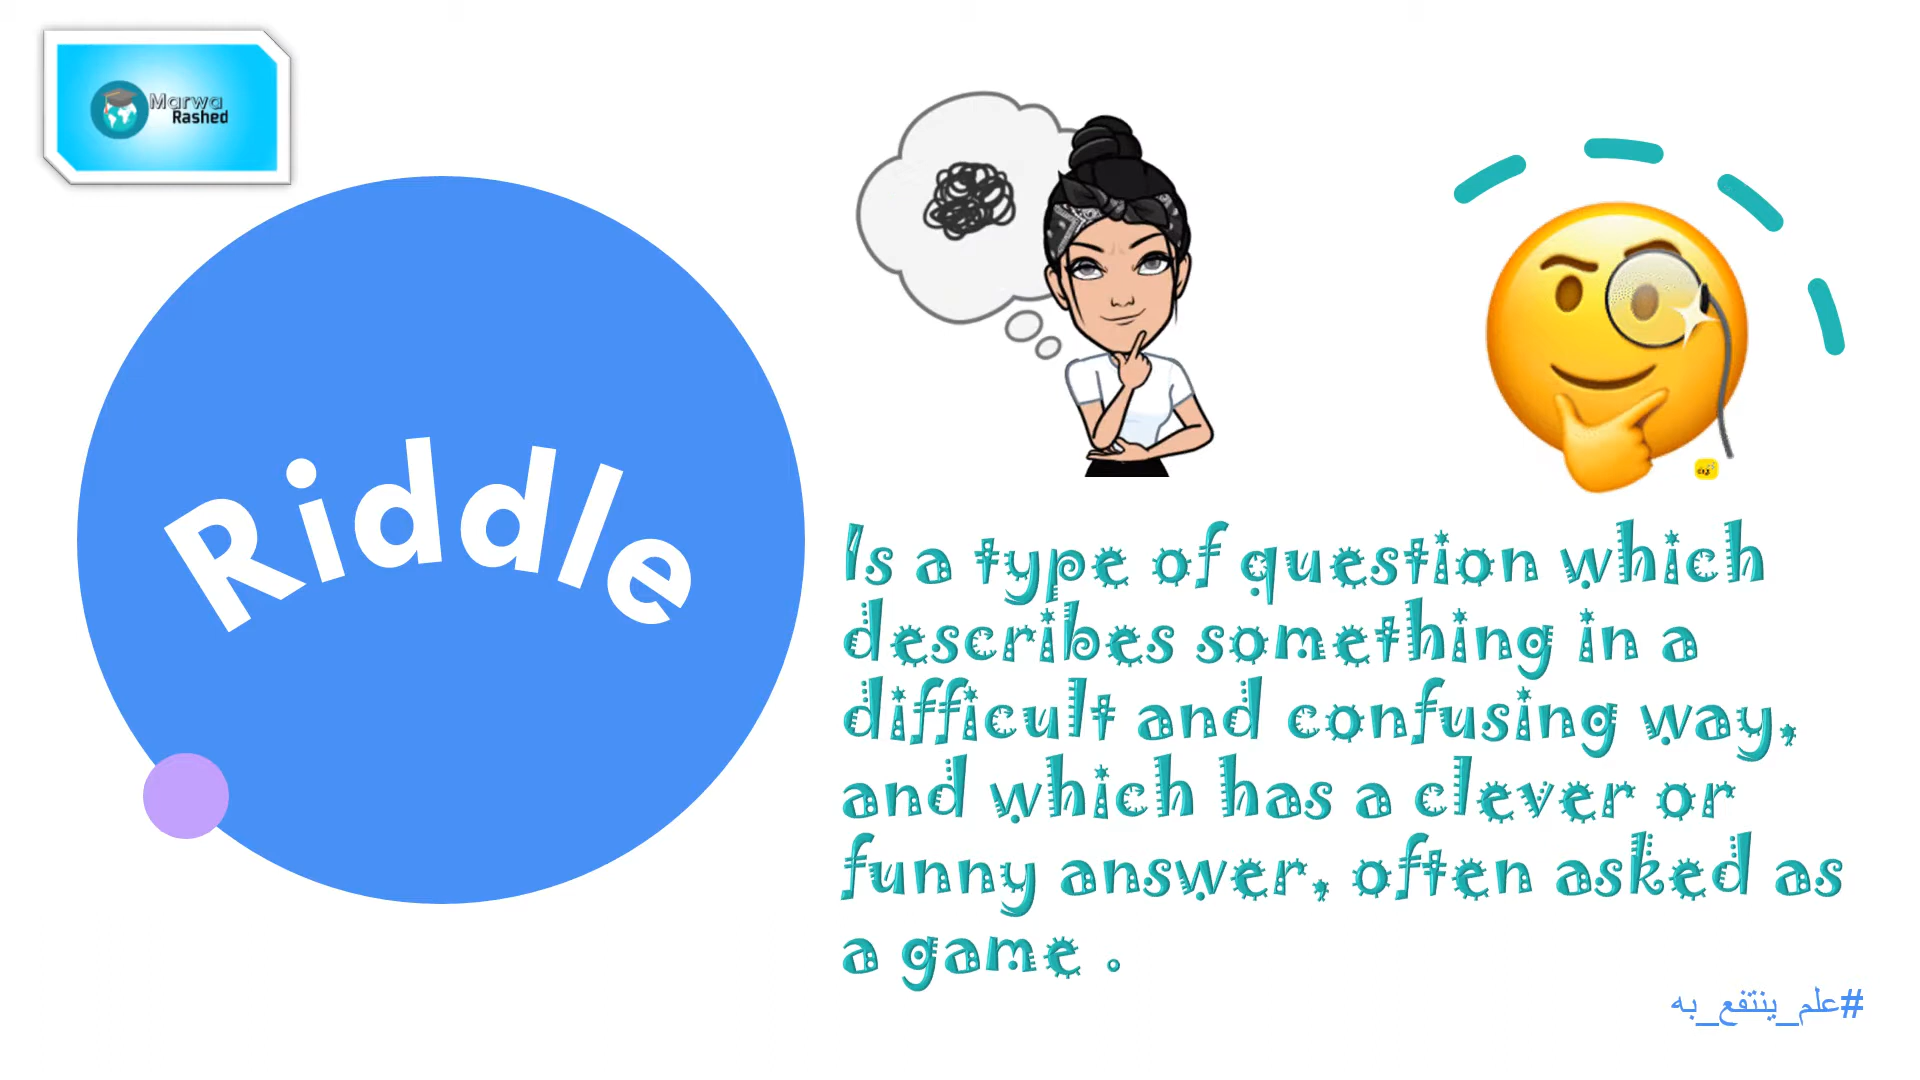 Marwa
Rashed
Riddle
Is a type of question which
describes something in a
difficult and confusing way,
and which has a clever or
funny answer, often asked as
a game .
#علم_ينتفع_به